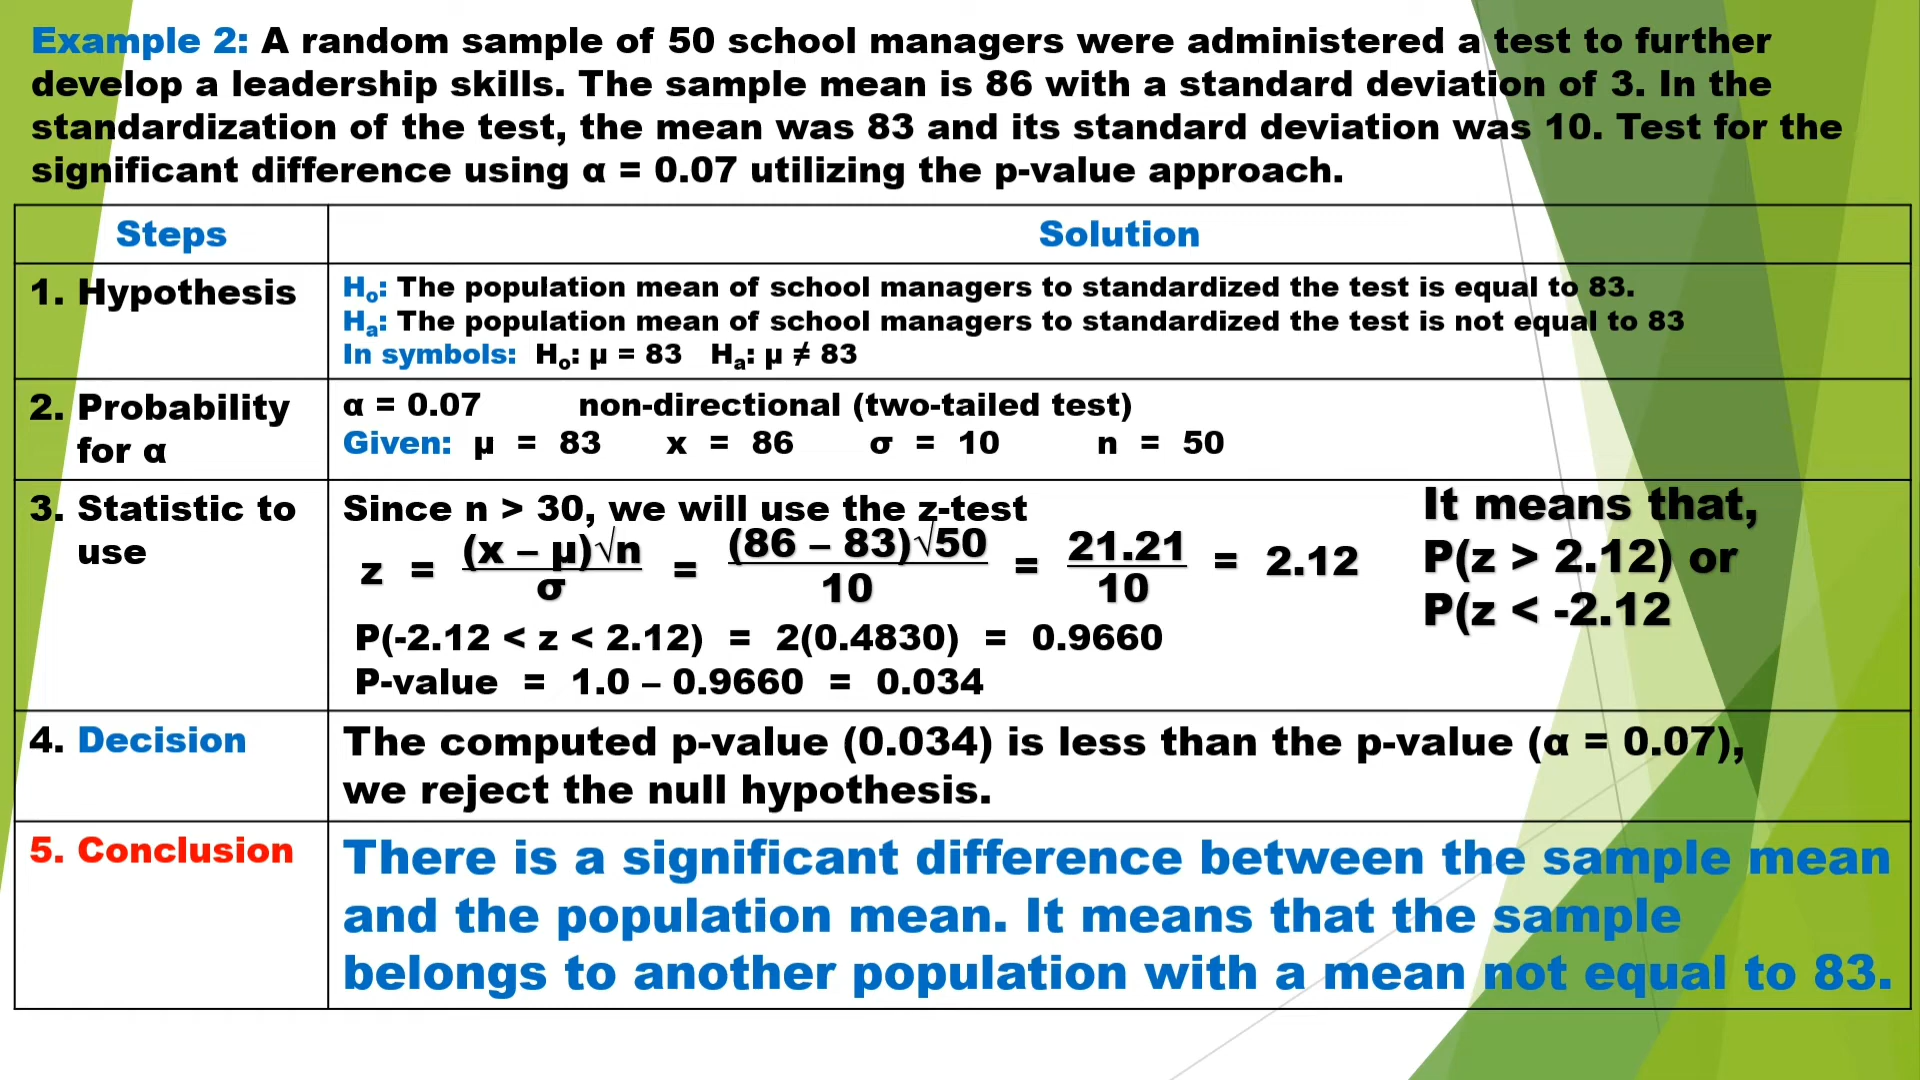 Example 2: A random sample of 50 school managers were administered a test to further
develop a leadership skills. The sample mean is 86 with a standard deviation of 3. In the
standardization of the test, the mean was 83 and its standard deviation was 10. Test for the
significant difference using α = 0.07 utilizing the p-value approach.
Steps
Solution
1. Hypothesis
Ho: The population mean of school managers to standardized the test is equal to 83.
Ha: The population mean of school managers to standardized the test is not equal to 83
In symbols: Ho: μ = 83 Ha: μ ≠ 83
2. Probability
for α
α = 0.07 non-directional (two-tailed test)
Given: μ = 83 x = 86 σ = 10 n = 50
3. Statistic to
use
Since n > 30, we will use the z-test
z = (x – μ)√n / σ = (86 – 83)√50 / 10 = 21.21 / 10 = 2.12
P(-2.12 < z < 2.12) = 2(0.4830) = 0.9660
P-value = 1.0 – 0.9660 = 0.034
It means that,
P(z > 2.12) or
P(z < -2.12
4. Decision
The computed p-value (0.034) is less than the p-value (α = 0.07),
we reject the null hypothesis.
5. Conclusion
There is a significant difference between the sample mean
and the population mean. It means that the sample
belongs to another population with a mean not equal to 83.